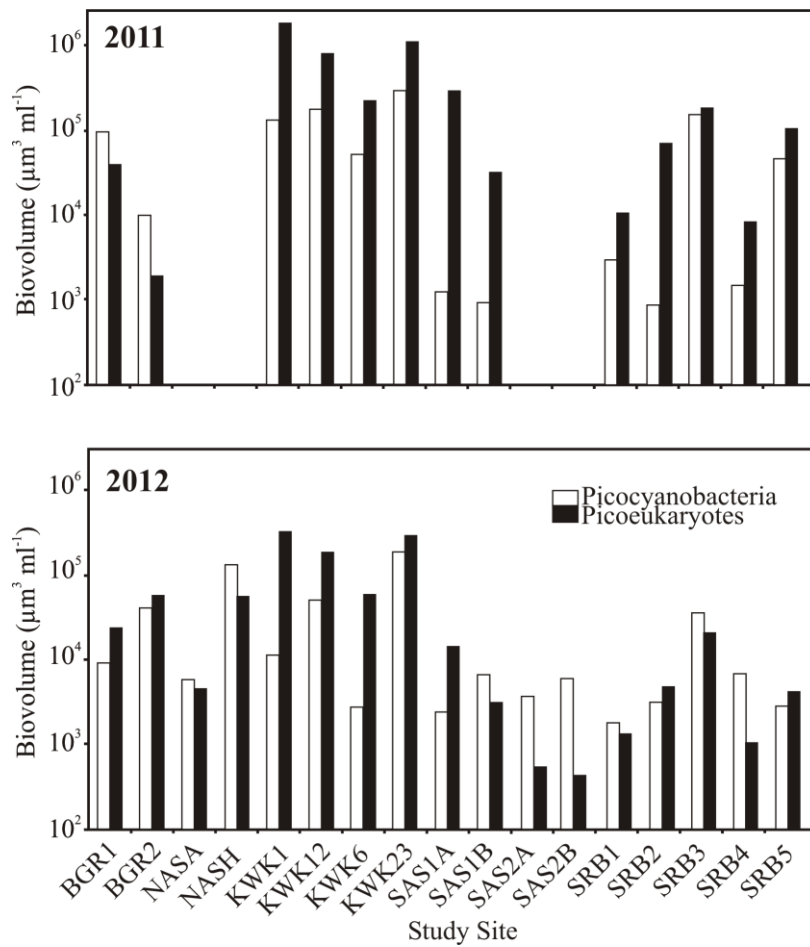 2011
10⁶
10⁵
10⁴
10³
10²
Biovolume (µm³ ml⁻¹)
2012
Picocyanobacteria
Picoeukaryotes
10⁶
10⁵
10⁴
10³
10²
Biovolume (µm³ ml⁻¹)
BGR1 BGR2 NASA NASH KWK1 KWK12 KWK6 KWK23 SAS1A SAS1B SAS2A SAS2B SRB1 SRB2 SRB3 SRB4 SRB5
Study Site